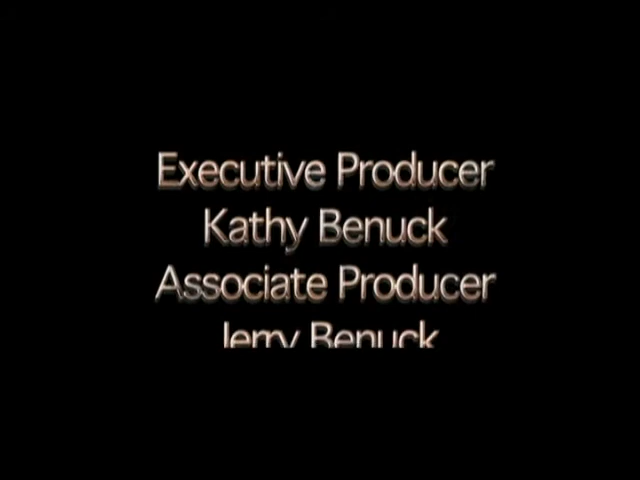 Executive Producer
Kathy Benuck
Associate Producer
Jerry Benuck